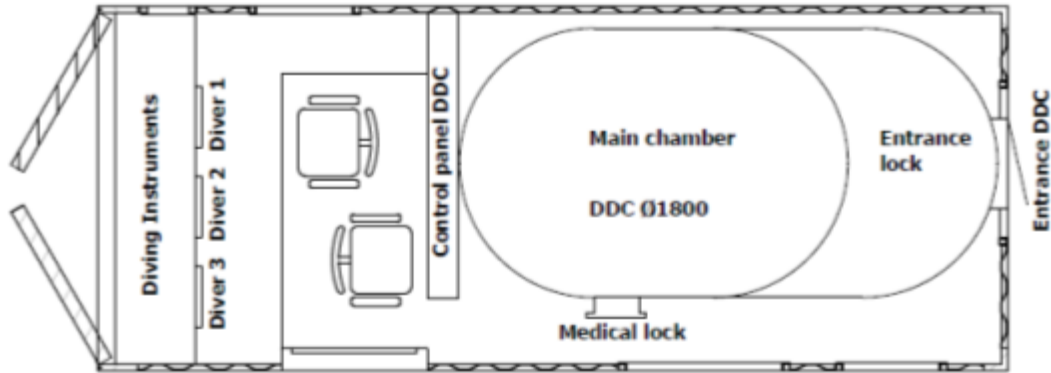 Diving Instruments
Diver 1
Diver 2
Diver 3
Control panel DDC
Main chamber
DDC Ø1800
Entrance
lock
Entrance DDC
Medical lock